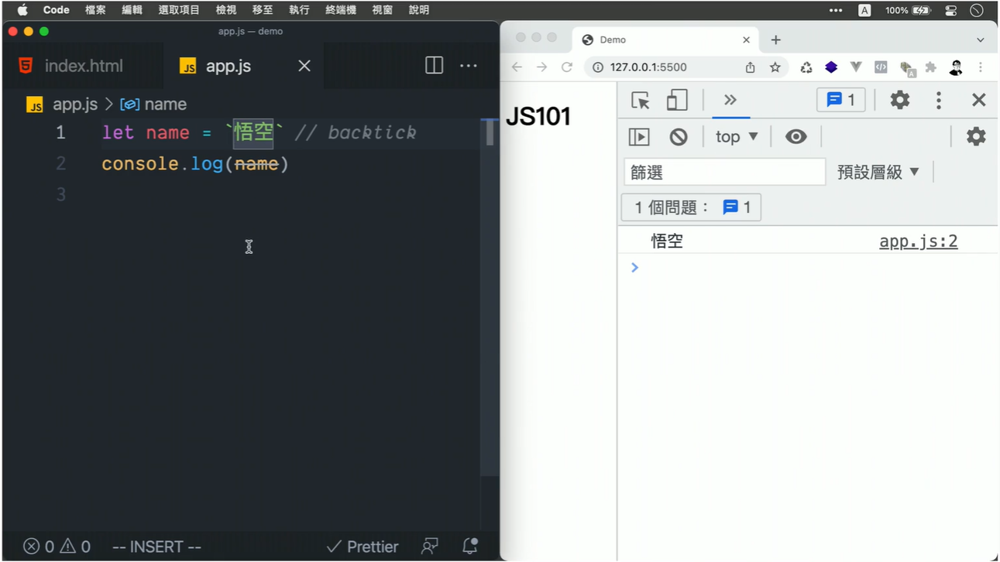 Code 檔案 編輯 選取項目 檢視 移至 執行 終端機 視窗 說明 ••• A 100%
app.js — demo
index.html
app.js
app.js > name
1 let name = `悟空` // backtick
2 console.log(name)
3
0 0 -- INSERT -- Prettier
Demo
127.0.0.1:5500
JS101
1
top
篩選
預設層級
1 個問題： 1
悟空 app.js:2
>